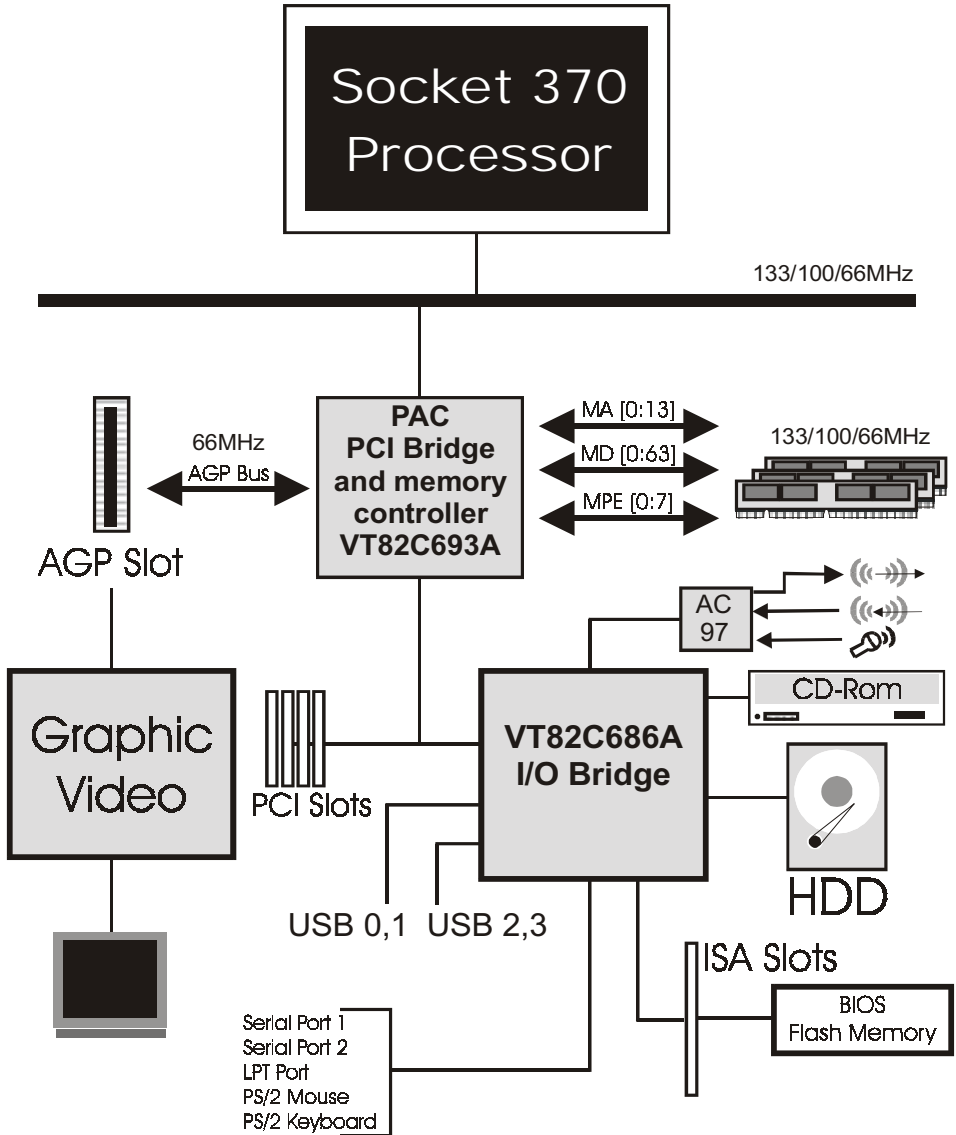 Socket 370
Processor
133/100/66MHz
PAC
PCI Bridge
and memory
controller
VT82C693A
66MHz
AGP Bus
AGP Slot
MA [0:13]
MD [0:63]
MPE [0:7]
133/100/66MHz
AC
97
CD-Rom
Graphic
Video
PCI Slots
VT82C686A
I/O Bridge
HDD
USB 0,1
USB 2,3
ISA Slots
BIOS
Flash Memory
Serial Port 1
Serial Port 2
LPT Port
PS/2 Mouse
PS/2 Keyboard